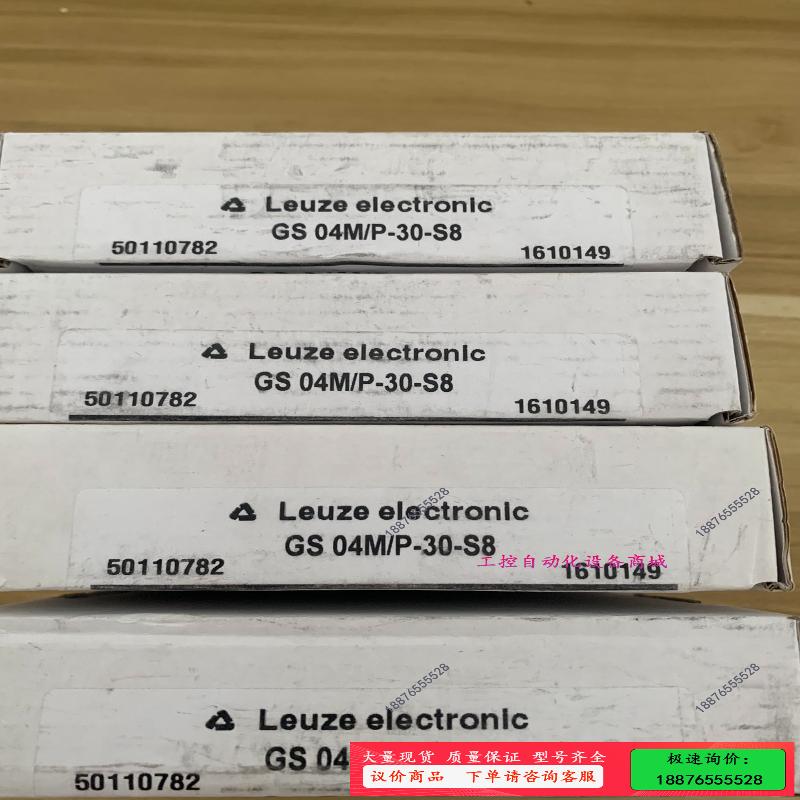 Leuze electronic
GS 04M/P-30-S8
50110782 1610149
Leuze electronic
GS 04M/P-30-S8
50110782 1610149
18876555528 18876555528
Leuze electronic
GS 04M/P-30-S8
工控自动化设备商城
50110782 1610149
18876555528 18876555528
Leuze electronic
GS 04
50110782
大量现货 质量保证 型号齐全
议价商品 下单请咨询客服
极速询价:
18876555528